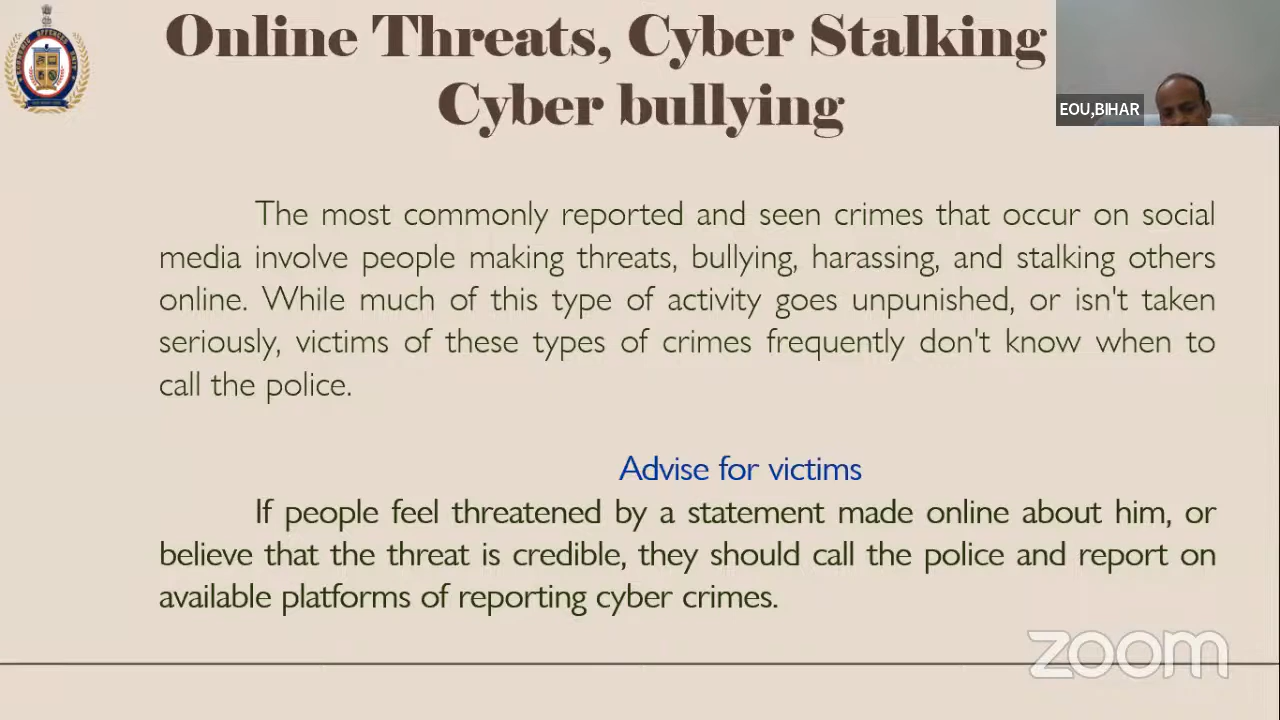 Online Threats, Cyber Stalking
Cyber bullying
EOU,BIHAR
The most commonly reported and seen crimes that occur on social
media involve people making threats, bullying, harassing, and stalking others
online. While much of this type of activity goes unpunished, or isn't taken
seriously, victims of these types of crimes frequently don't know when to
call the police.
Advise for victims
If people feel threatened by a statement made online about him, or
believe that the threat is credible, they should call the police and report on
available platforms of reporting cyber crimes.
zoom